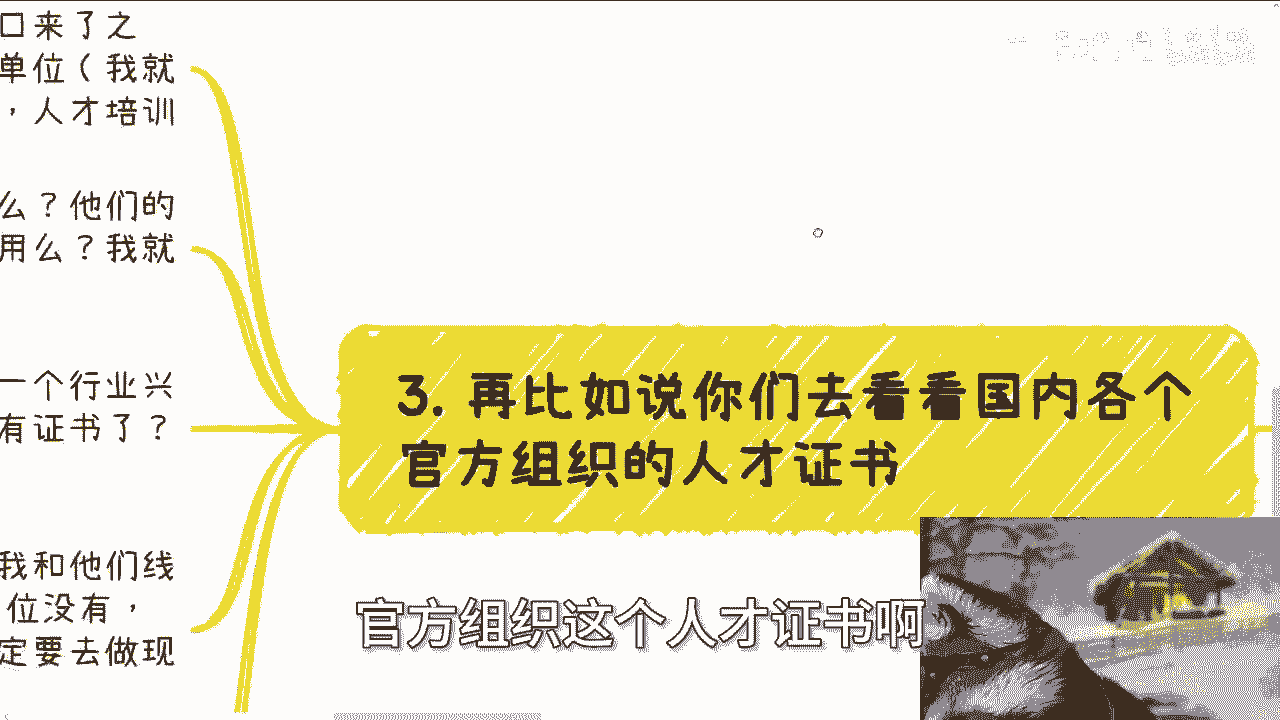 口来了之
单位（我就
，人才培训
么？他们的
用么？我就
一个行业兴
有证书了？
我和他们线
位没有，
定要去做现
3. 再比如说你们去看看国内各个
官方组织的人才证书
官方组织这个人才证书啊